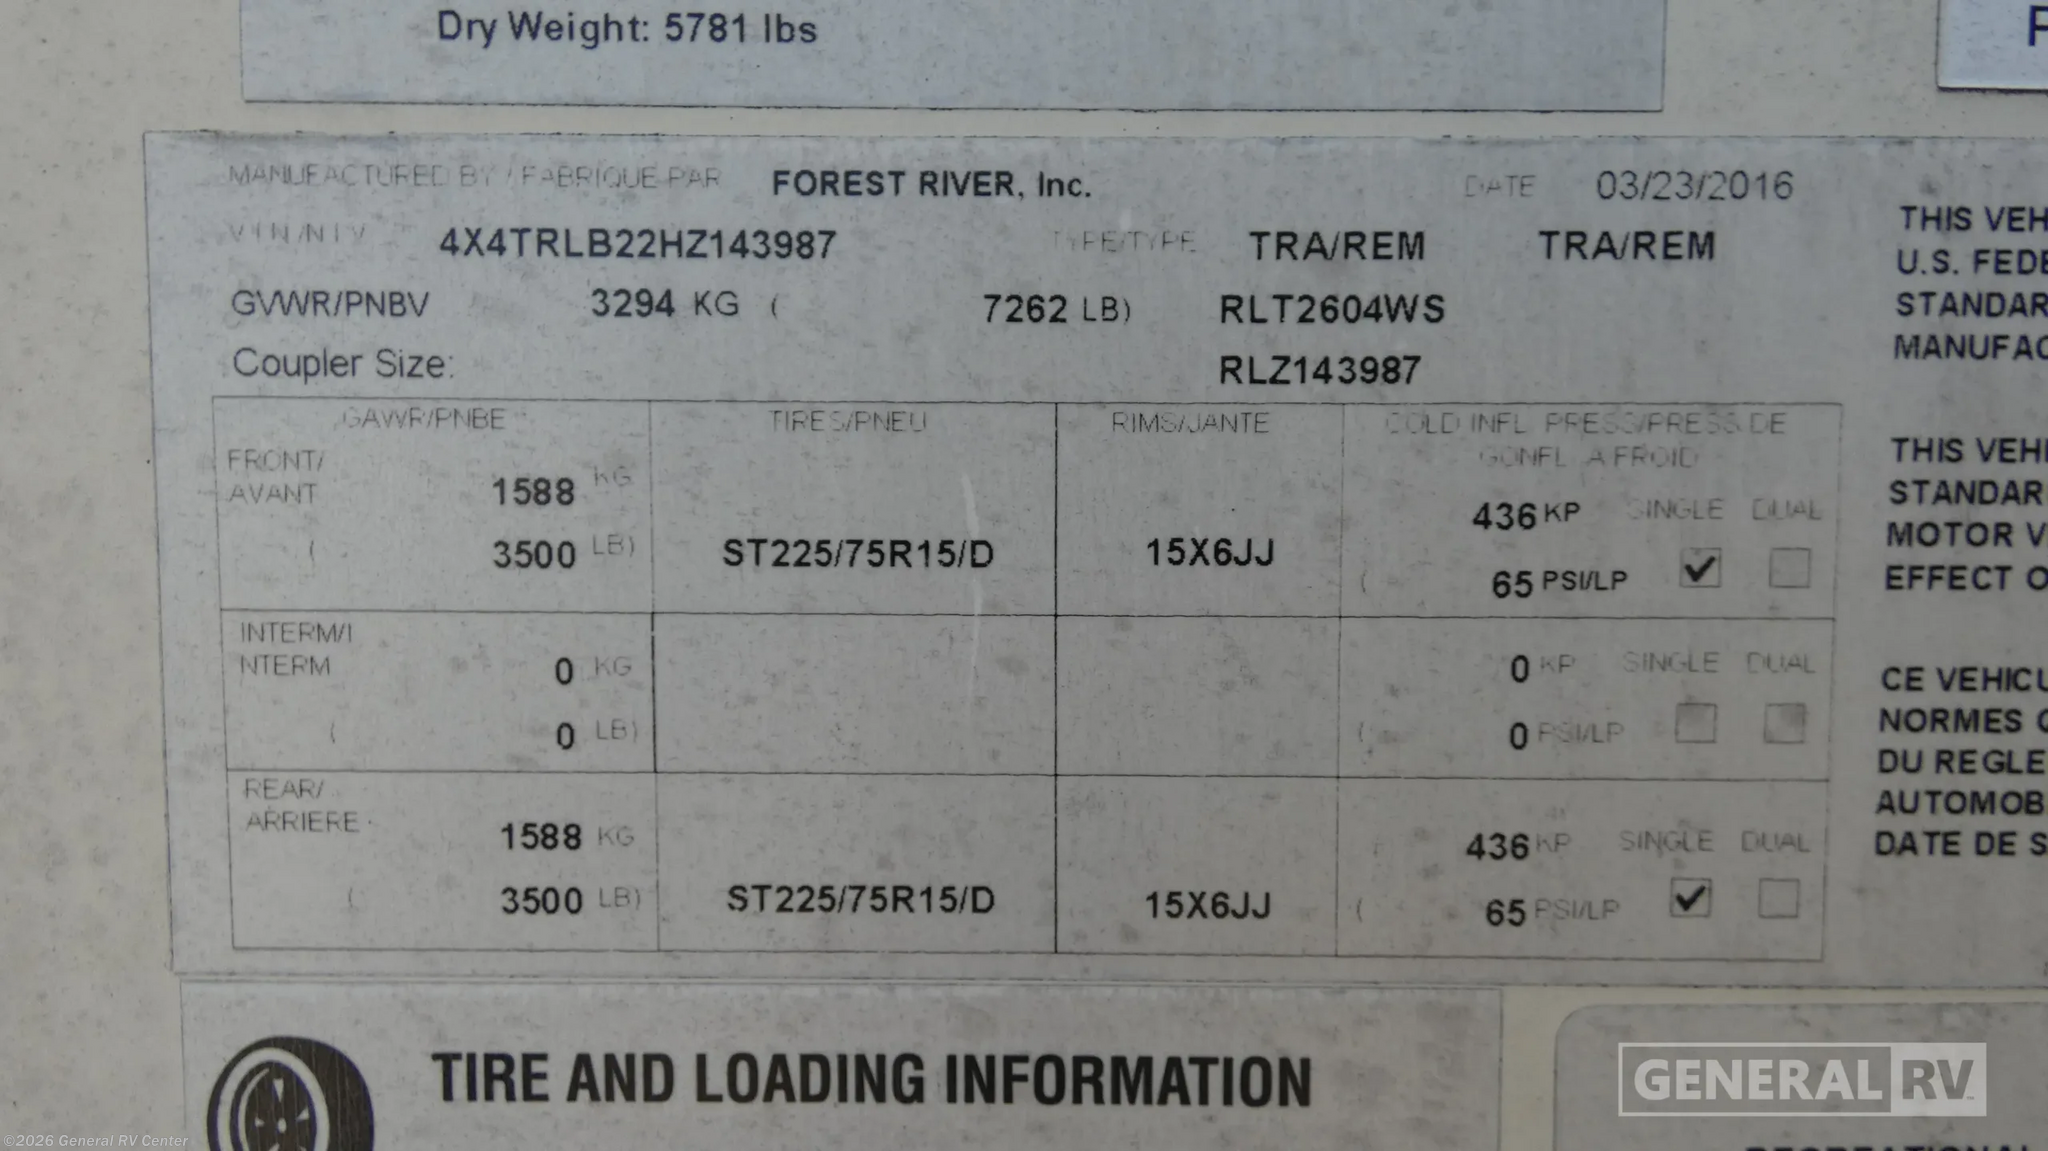 Dry Weight: 5781 lbs
MANUFACTURED BY / FABRIQUE PAR FOREST RIVER, Inc. DATE 03/23/2016
V I N / N I V 4X4TRLB22HZ143987 TYPE/TYPE TRA/REM TRA/REM
GVWR/PNBV 3294 KG ( 7262 LB) RLT2604WS
Coupler Size: RLZ143987
GAWR/PNBE TIRES/PNEU RIMS/JANTE COLD INFL PRESS/PRESS DE
GONFL A FROID
FRONT/
AVANT 1588 KG 436 KP SINGLE DUAL
( 3500 LB) ST225/75R15/D 15X6JJ ( 65 PSI/LP ✓
INTERM/I
NTERM 0 KG 0 KP SINGLE DUAL
( 0 LB) ( 0 PSI/LP
REAR/
ARRIERE 1588 KG 436 KP SINGLE DUAL
( 3500 LB) ST225/75R15/D 15X6JJ ( 65 PSI/LP ✓
THIS VEH
U.S. FEDE
STANDAR
MANUFAC
THIS VEHI
STANDAR
MOTOR V
EFFECT O
CE VEHICU
NORMES
DU REGLE
AUTOMOB
DATE DE S
TIRE AND LOADING INFORMATION
GENERAL RV
©2026 General RV Center
RECREATIONAL